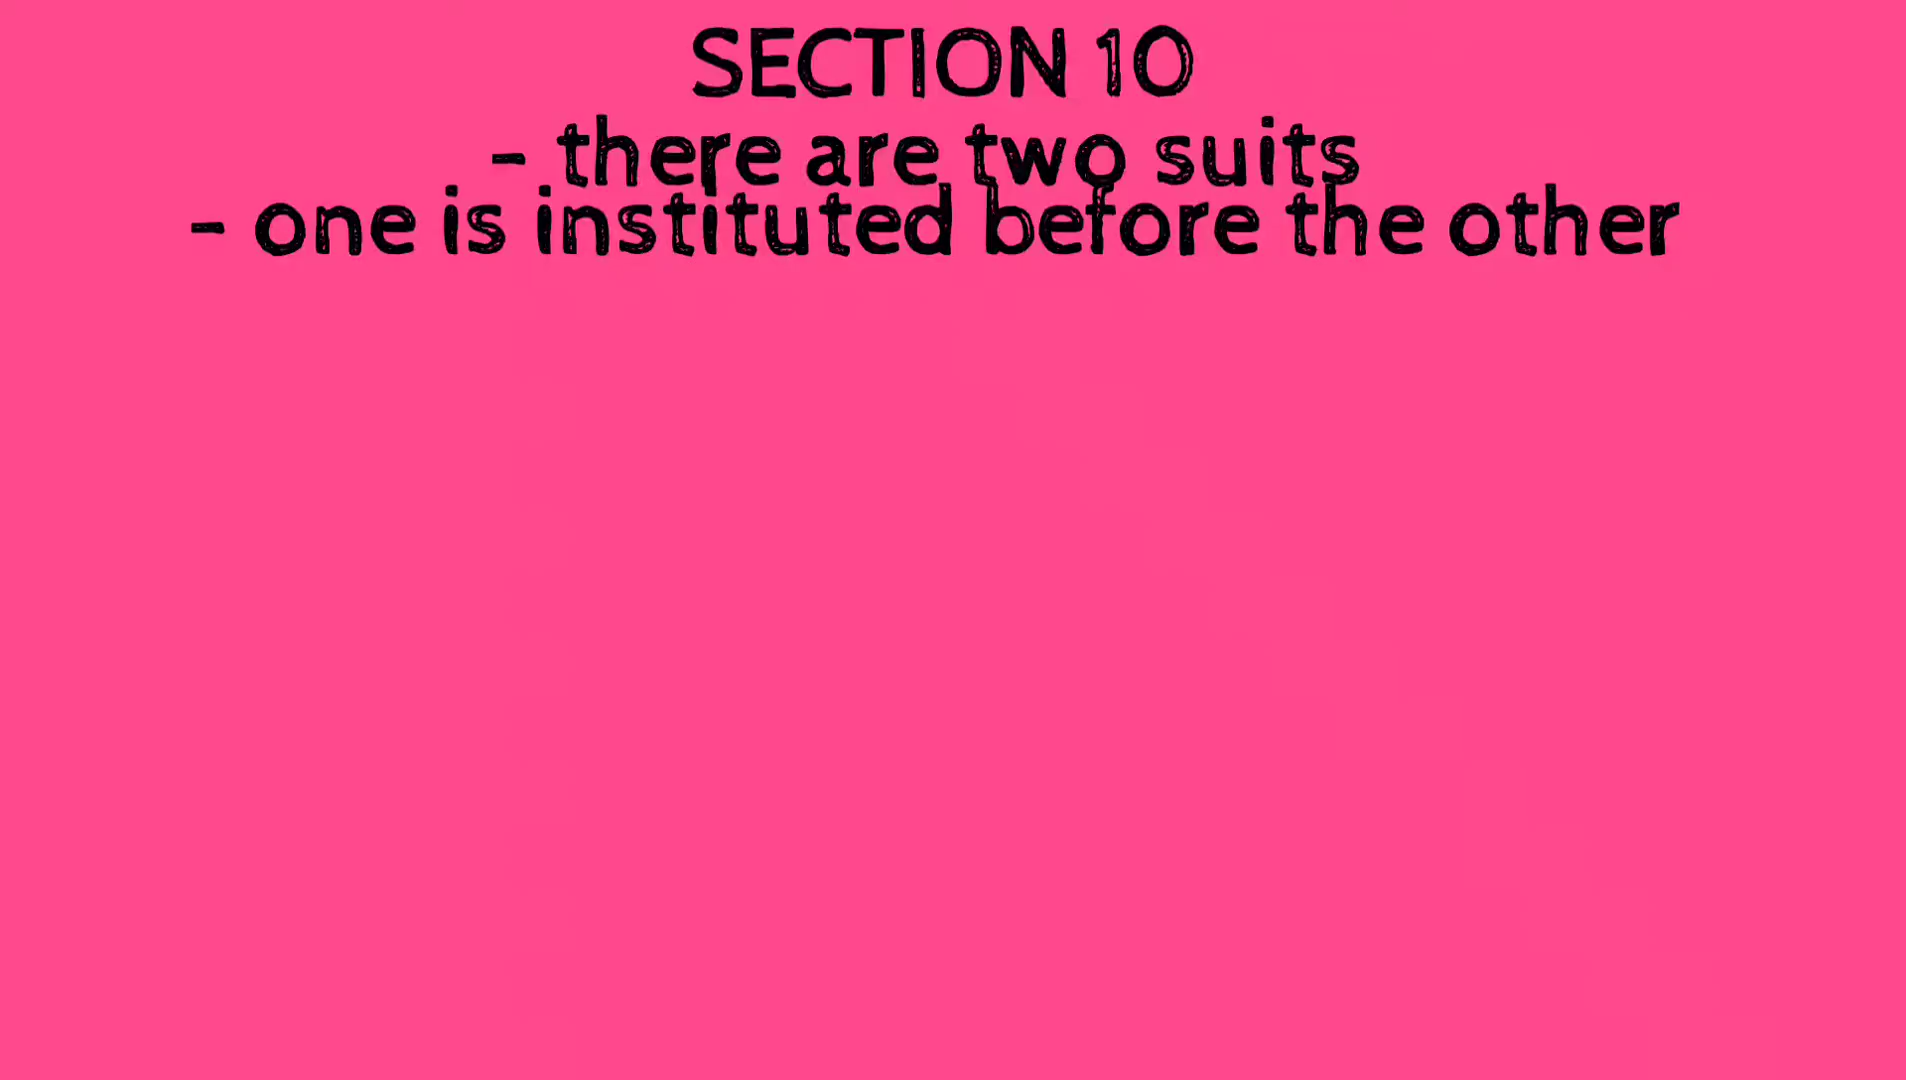 SECTION 10
- there are two suits
- one is instituted before the other